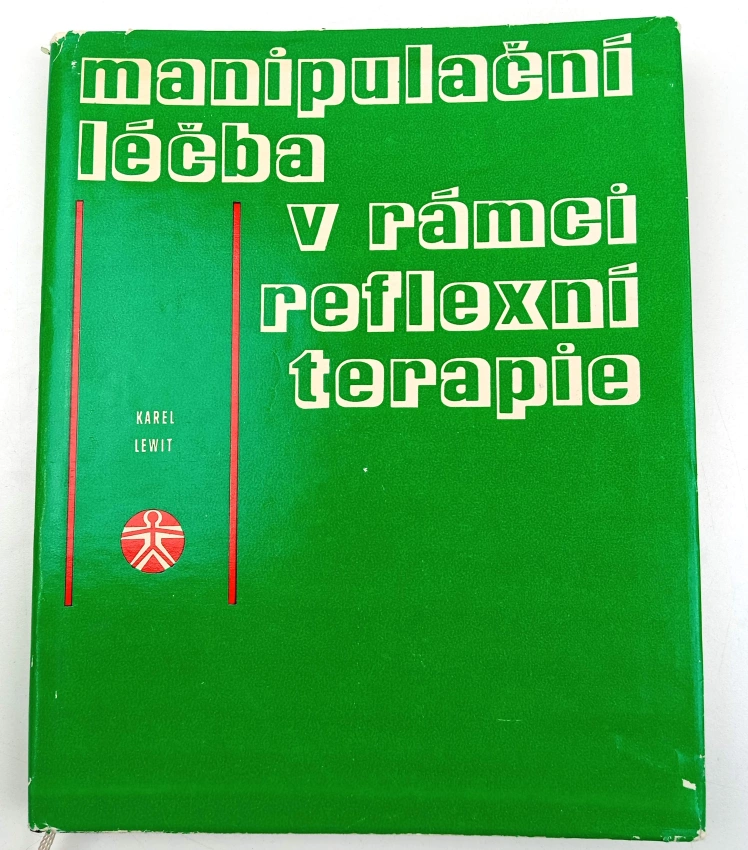 manipulační
léčba
v rámci
reflexní
terapie
KAREL
LEWIT